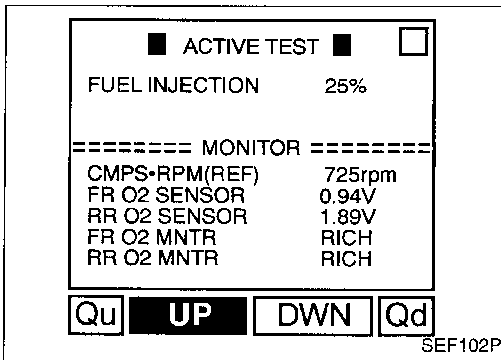 ■ ACTIVE TEST ■
FUEL INJECTION 25%
======== MONITOR ========
CMPS•RPM(REF) 725rpm
FR O2 SENSOR 0.94V
RR O2 SENSOR 1.89V
FR O2 MNTR RICH
RR O2 MNTR RICH
Qu UP DWN Qd
SEF102P